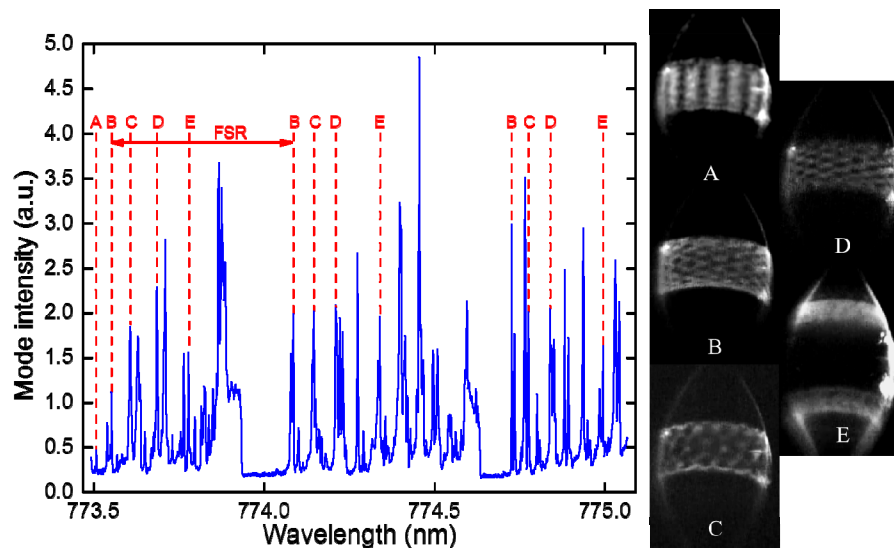 5.0
4.5
4.0
3.5
3.0
2.5
2.0
1.5
1.0
0.5
0.0
Mode intensity (a.u.)
A B C D E FSR B C D E B C D E
773.5 774.0 774.5 775.0
Wavelength (nm)
A
B
C
D
E